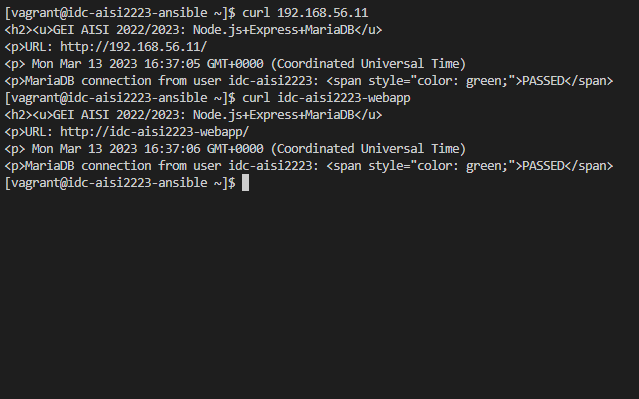 [vagrant@idc-aisi2223-ansible ~]$ curl 192.168.56.11
<h2><u>GEI AISI 2022/2023: Node.js+Express+MariaDB</u>
<p>URL: http://192.168.56.11/
<p> Mon Mar 13 2023 16:37:05 GMT+0000 (Coordinated Universal Time)
<p>MariaDB connection from user idc-aisi2223: <span style="color: green;">PASSED</span>
[vagrant@idc-aisi2223-ansible ~]$ curl idc-aisi2223-webapp
<h2><u>GEI AISI 2022/2023: Node.js+Express+MariaDB</u>
<p>URL: http://idc-aisi2223-webapp/
<p> Mon Mar 13 2023 16:37:06 GMT+0000 (Coordinated Universal Time)
<p>MariaDB connection from user idc-aisi2223: <span style="color: green;">PASSED</span>
[vagrant@idc-aisi2223-ansible ~]$